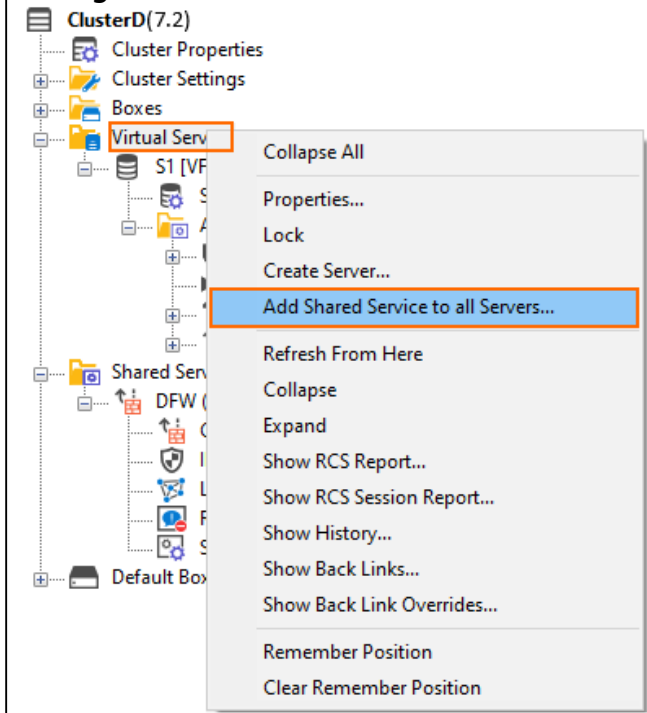 ClusterD(7.2)
Cluster Properties
Cluster Settings
Boxes
Virtual Serv
S1 [VF
Shared Serv
DFW (
Default Box
Collapse All
Properties...
Lock
Create Server...
Add Shared Service to all Servers...
Refresh From Here
Collapse
Expand
Show RCS Report...
Show RCS Session Report...
Show History...
Show Back Links...
Show Back Link Overrides...
Remember Position
Clear Remember Position